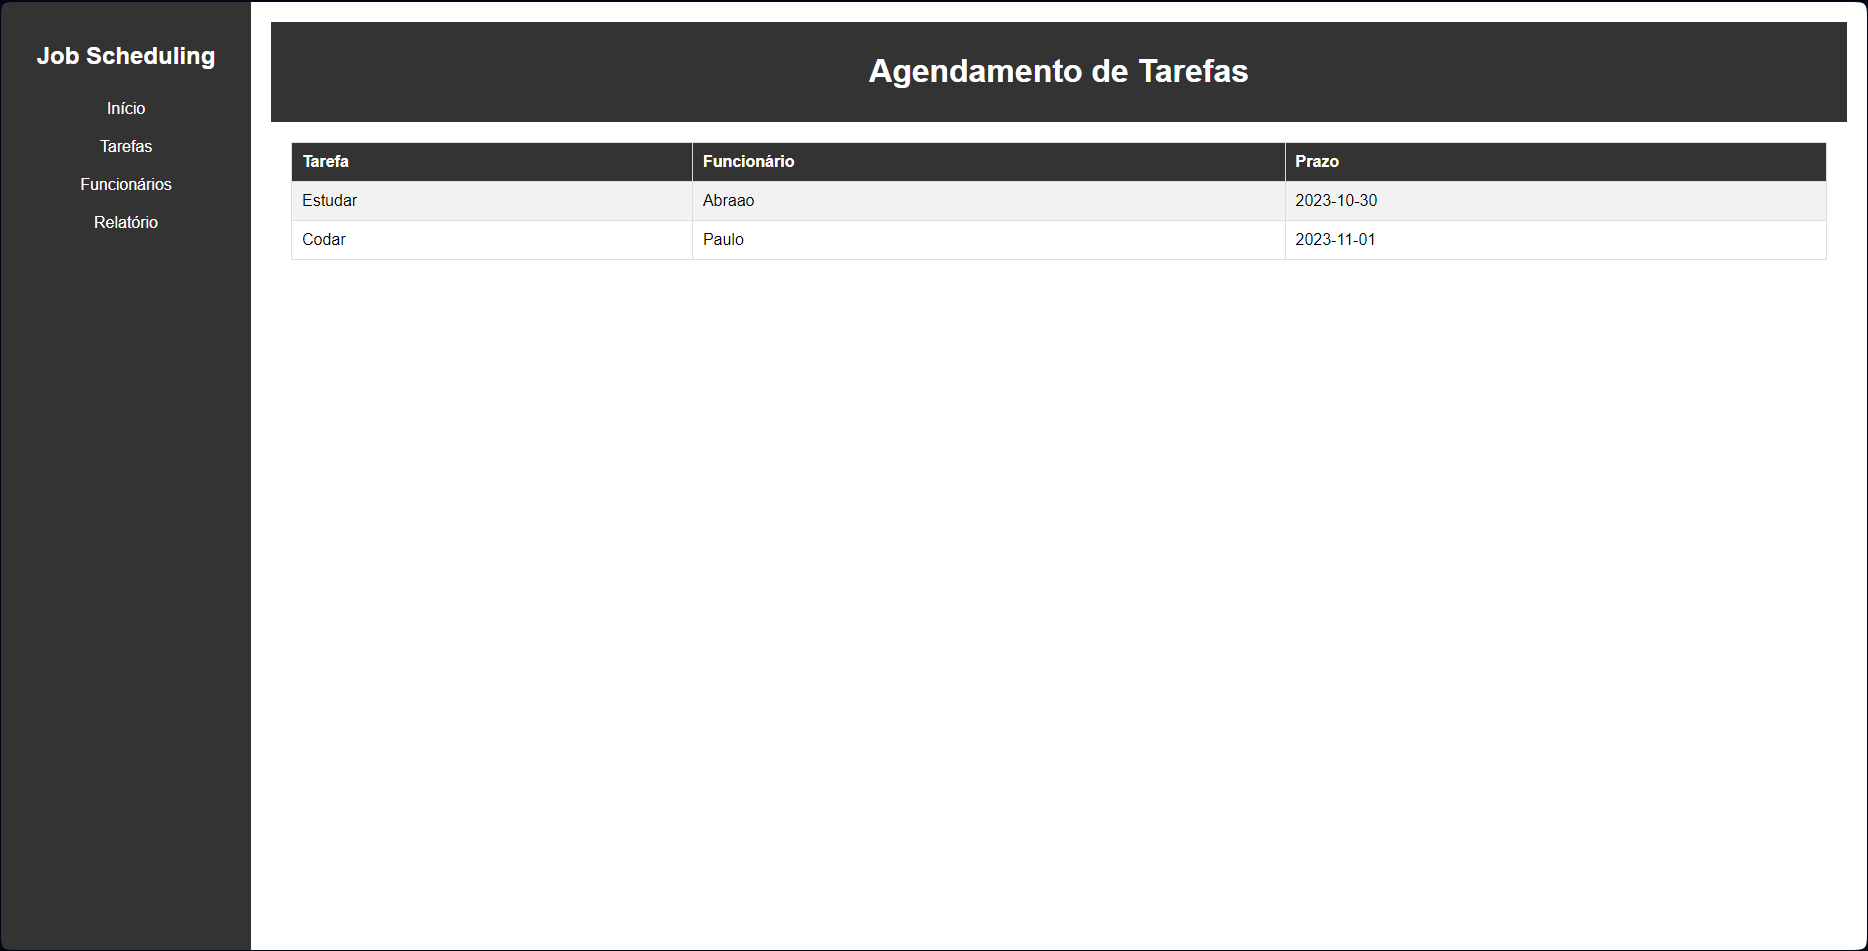 Job Scheduling
Início
Tarefas
Funcionários
Relatório
Agendamento de Tarefas
Tarefa Funcionário Prazo
Estudar Abraao 2023-10-30
Codar Paulo 2023-11-01